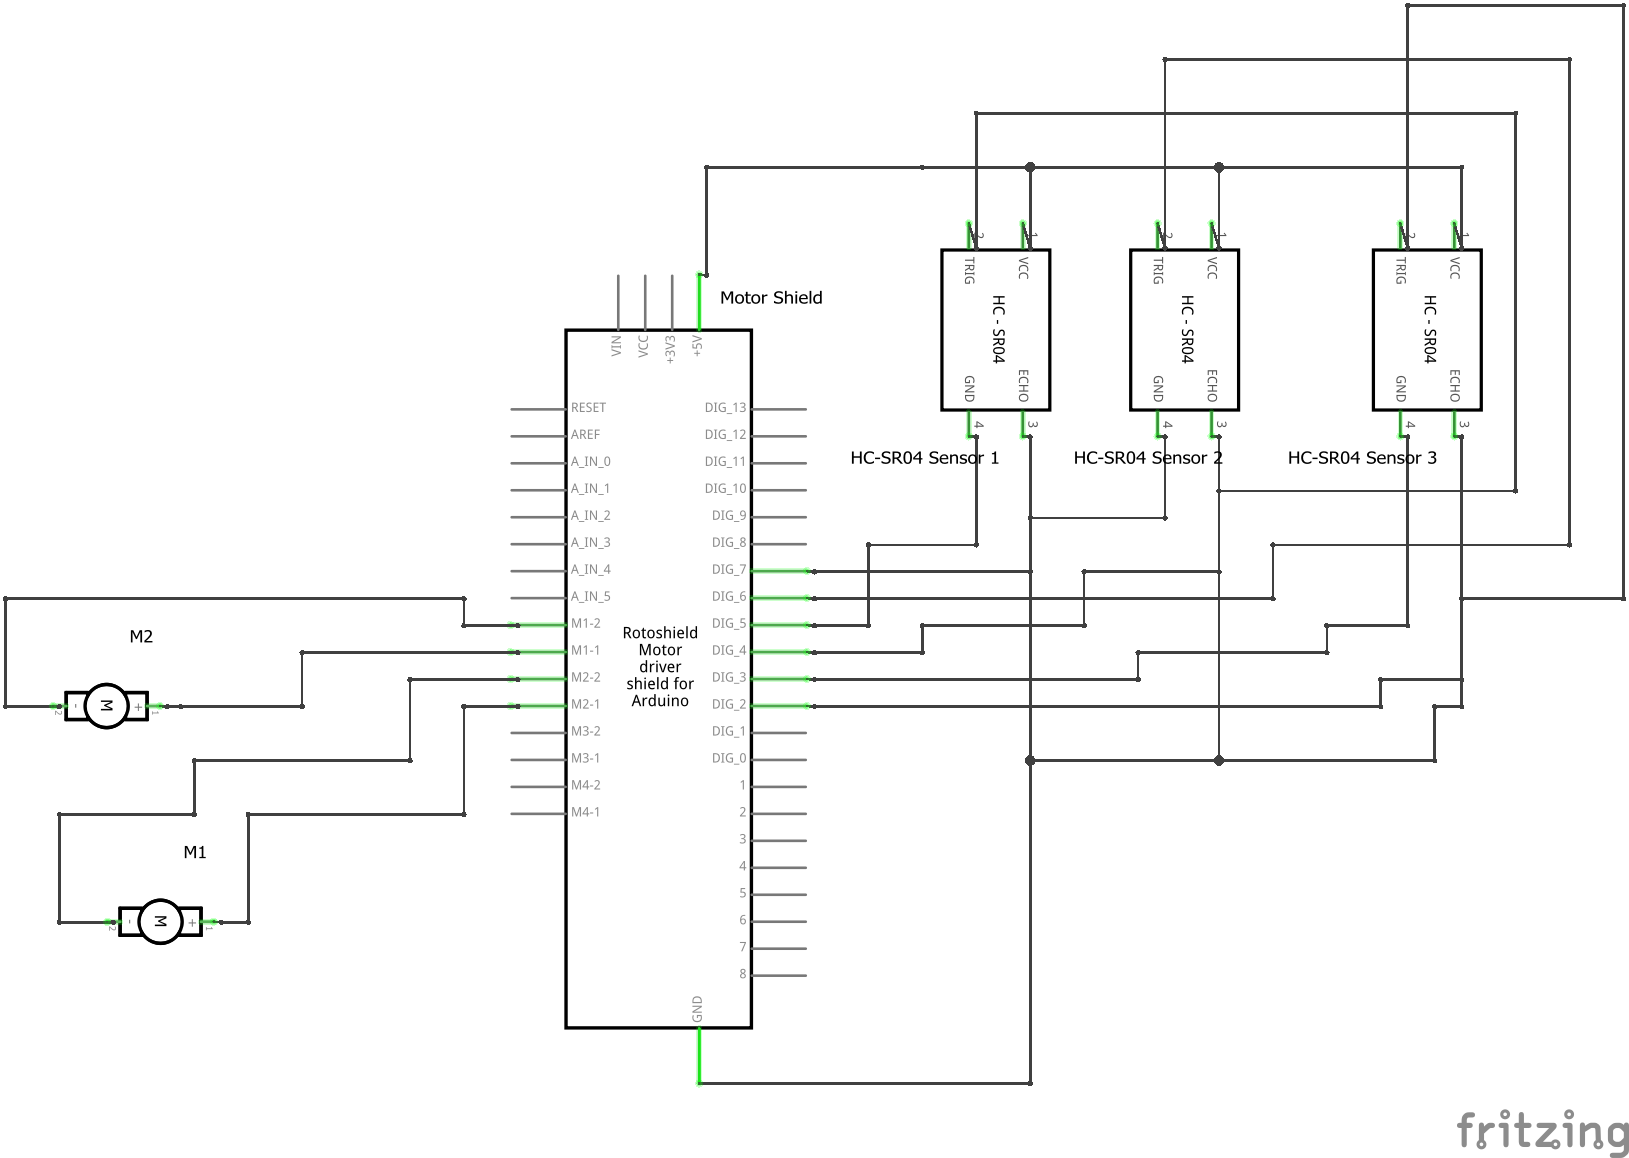 2
1
TRIG
VCC
HC - SR04
GND
ECHO
4
3
HC-SR04 Sensor 1
2
1
TRIG
VCC
HC - SR04
GND
ECHO
4
3
HC-SR04 Sensor 2
2
1
TRIG
VCC
HC - SR04
GND
ECHO
4
3
HC-SR04 Sensor 3
Motor Shield
VIN
VCC
+3V3
+5V
RESET
AREF
A_IN_0
A_IN_1
A_IN_2
A_IN_3
A_IN_4
A_IN_5
M1-2
M1-1
M2-2
M2-1
M3-2
M3-1
M4-2
M4-1
Rotoshield
Motor
driver
shield for
Arduino
DIG_13
DIG_12
DIG_11
DIG_10
DIG_9
DIG_8
DIG_7
DIG_6
DIG_5
DIG_4
DIG_3
DIG_2
DIG_1
DIG_0
1
2
3
4
5
6
7
8
GND
M2
2
-
M
+
1
M1
2
-
M
+
1
fritzing